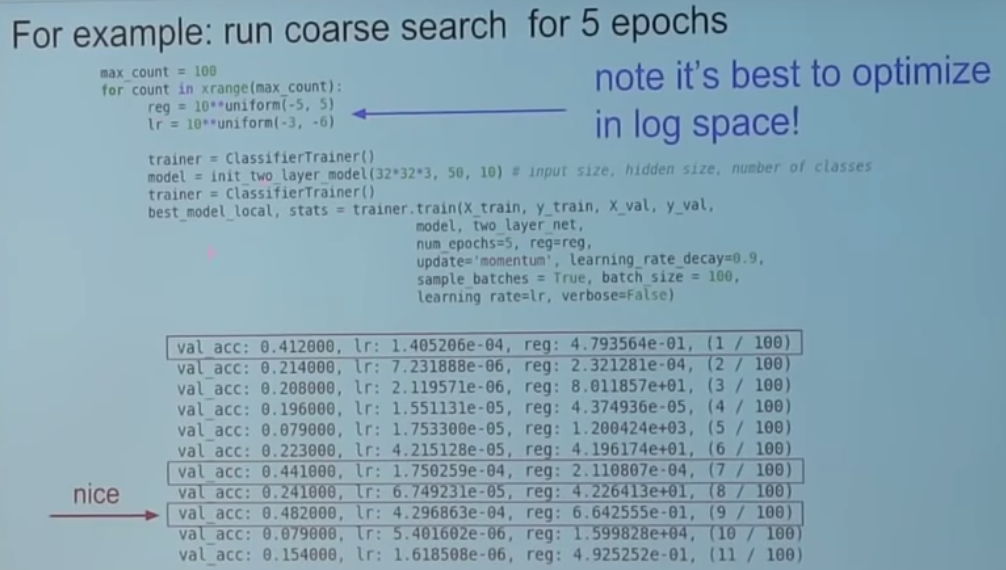 For example: run coarse search for 5 epochs
max_count = 100
for count in xrange(max_count):
reg = 10**uniform(-5, 5)
lr = 10**uniform(-3, -6)
note it's best to optimize
in log space!
trainer = ClassifierTrainer()
model = init_two_layer_model(32*32*3, 50, 10) # input size, hidden size, number of classes
trainer = ClassifierTrainer()
best_model_local, stats = trainer.train(X_train, y_train, X_val, y_val,
model, two_layer_net,
num_epochs=5, reg=reg,
update='momentum', learning_rate_decay=0.9,
sample_batches = True, batch_size = 100,
learning_rate=lr, verbose=False)
val_acc: 0.412000, lr: 1.405206e-04, reg: 4.793564e-01, (1 / 100)
val_acc: 0.214000, lr: 7.231888e-06, reg: 2.321281e-04, (2 / 100)
val_acc: 0.208000, lr: 2.119571e-06, reg: 8.011857e+01, (3 / 100)
val_acc: 0.196000, lr: 1.551131e-05, reg: 4.374936e-05, (4 / 100)
val_acc: 0.079000, lr: 1.753300e-05, reg: 1.200424e+03, (5 / 100)
val_acc: 0.223000, lr: 4.215128e-05, reg: 4.196174e+01, (6 / 100)
val_acc: 0.441000, lr: 1.750259e-04, reg: 2.110807e-04, (7 / 100)
val_acc: 0.241000, lr: 6.749231e-05, reg: 4.226413e+01, (8 / 100)
nice
val_acc: 0.482000, lr: 4.296863e-04, reg: 6.642555e-01, (9 / 100)
val_acc: 0.079000, lr: 5.401602e-06, reg: 1.599828e+04, (10 / 100)
val_acc: 0.154000, lr: 1.618508e-06, reg: 4.925252e-01, (11 / 100)